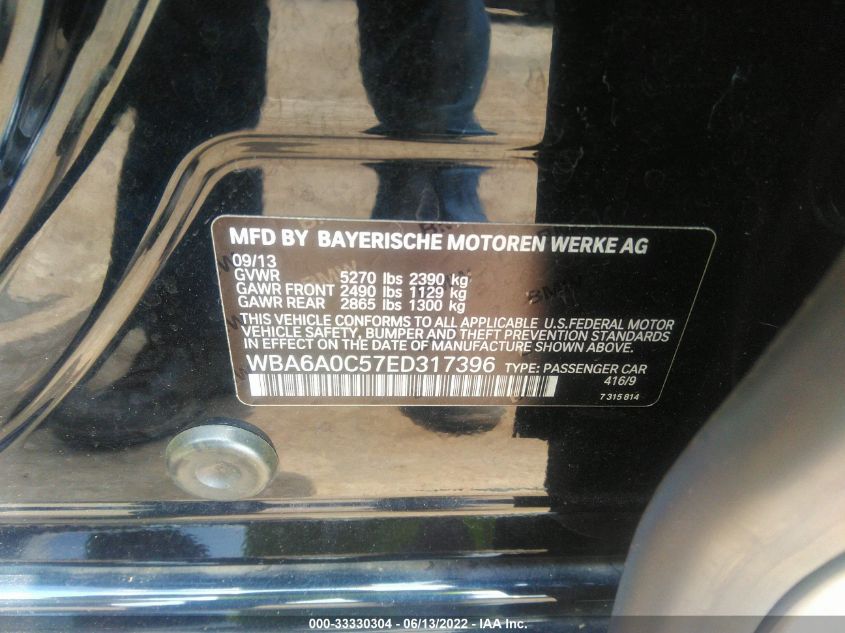 MFD BY BAYERISCHE MOTOREN WERKE AG
09/13
GVWR 5270 lbs 2390 kg
GAWR FRONT 2490 lbs 1129 kg
GAWR REAR 2865 lbs 1300 kg
THIS VEHICLE CONFORMS TO ALL APPLICABLE U.S.FEDERAL MOTOR
VEHICLE SAFETY, BUMPER AND THEFT PREVENTION STANDARDS
IN EFFECT ON THE DATE OF MANUFACTURE SHOWN ABOVE.
WBA6A0C57ED317396 TYPE: PASSENGER CAR
416/9
7 315 814
000-33330304 - 06/13/2022 - IAA Inc.